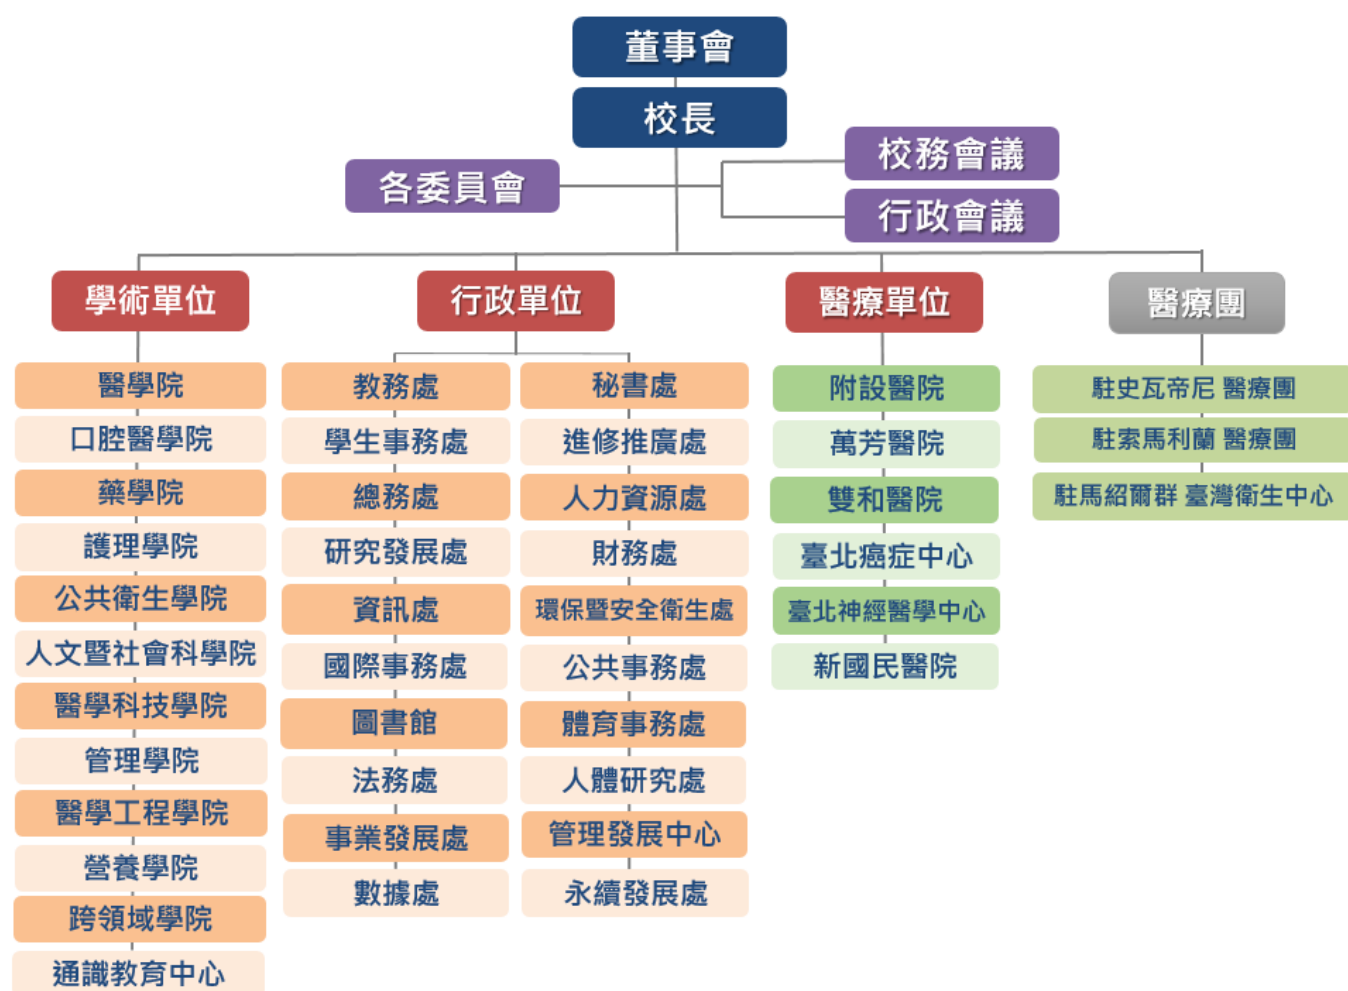 董事會
校長
各委員會
校務會議
行政會議
學術單位
醫學院
口腔醫學院
藥學院
護理學院
公共衛生學院
人文暨社會科學院
醫學科技學院
管理學院
醫學工程學院
營養學院
跨領域學院
通識教育中心
行政單位
教務處
學生事務處
總務處
研究發展處
資訊處
國際事務處
圖書館
法務處
事業發展處
數據處
秘書處
進修推廣處
人力資源處
財務處
環保暨安全衛生處
公共事務處
體育事務處
人體研究處
管理發展中心
永續發展處
醫療單位
附設醫院
萬芳醫院
雙和醫院
臺北癌症中心
臺北神經醫學中心
新國民醫院
醫療團
駐史瓦帝尼 醫療團
駐索馬利蘭 醫療團
駐馬紹爾群 臺灣衛生中心